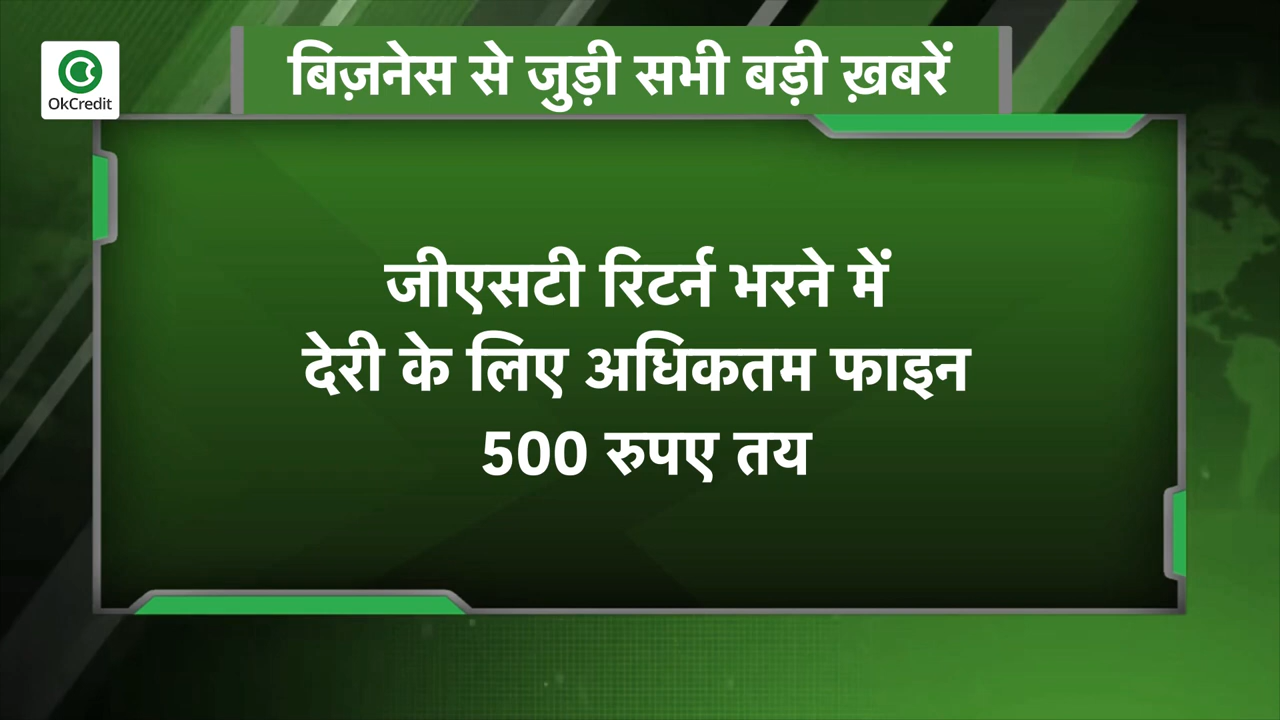 बिज़नेस से जुड़ी सभी बड़ी ख़बरें
OkCredit
जीएसटी रिटर्न भरने में
देरी के लिए अधिकतम फाइन
500 रुपए तय